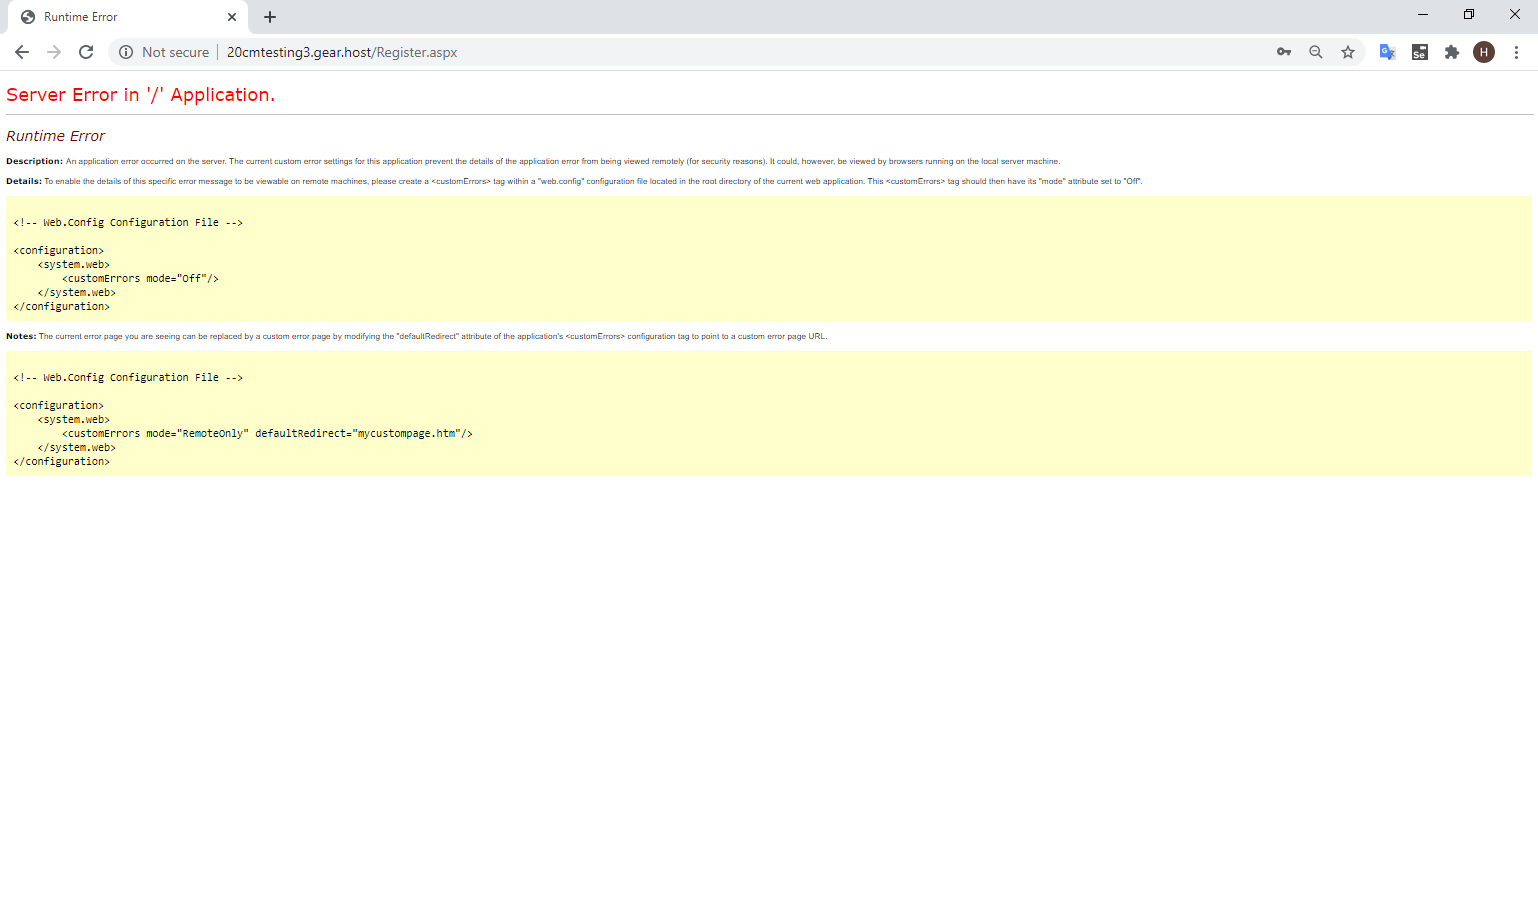 Runtime Error
Not secure
20cmtesting3.gear.host/Register.aspx
Se
H
Server Error in '/' Application.
Runtime Error
Description: An application error occurred on the server. The current custom error settings for this application prevent the details of the application error from being viewed remotely (for security reasons). It could, however, be viewed by browsers running on the local server machine.
Details: To enable the details of this specific error message to be viewable on remote machines, please create a <customErrors> tag within a "web.config" configuration file located in the root directory of the current web application. This <customErrors> tag should then have its "mode" attribute set to "Off".
<!-- Web.Config Configuration File -->
<configuration>
    <system.web>
        <customErrors mode="Off"/>
    </system.web>
</configuration>
Notes: The current error page you are seeing can be replaced by a custom error page by modifying the "defaultRedirect" attribute of the application's <customErrors> configuration tag to point to a custom error page URL.
<!-- Web.Config Configuration File -->
<configuration>
    <system.web>
        <customErrors mode="RemoteOnly" defaultRedirect="mycustompage.htm"/>
    </system.web>
</configuration>